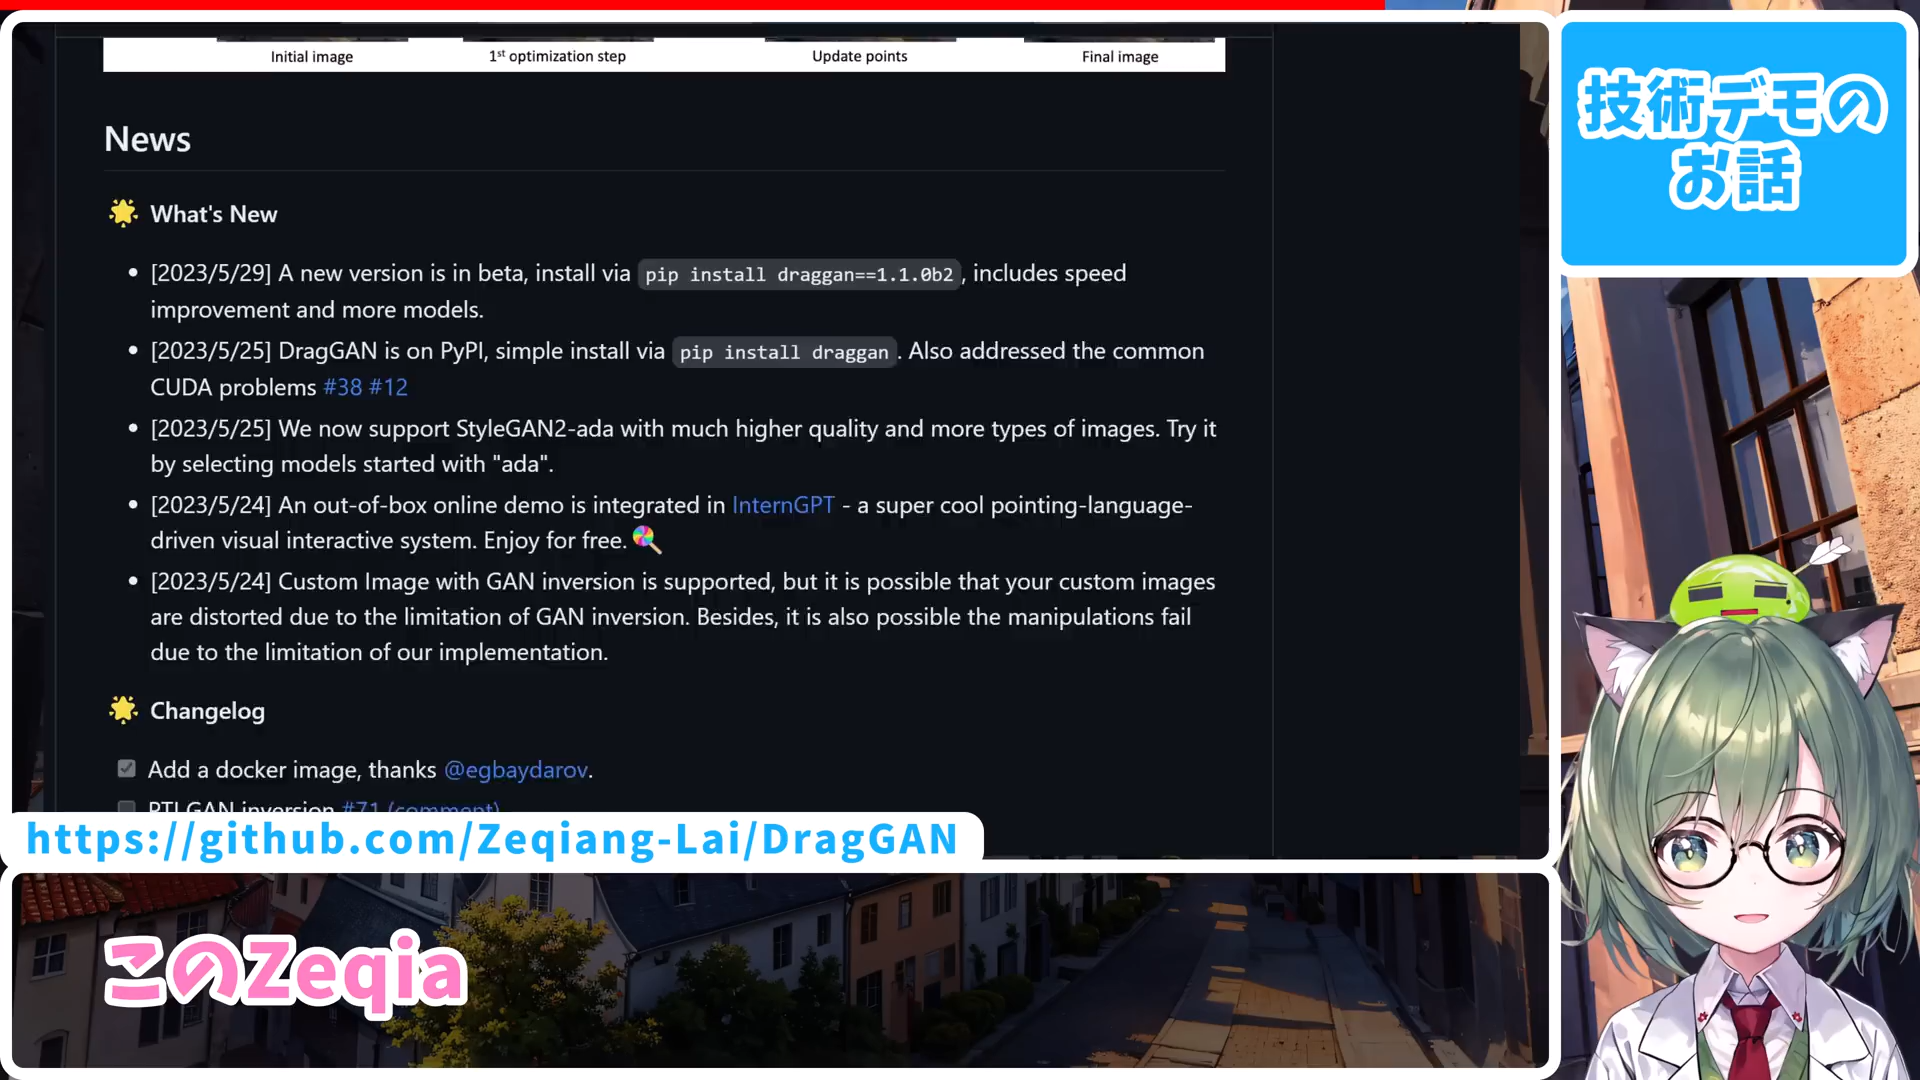 Initial image 1st optimization step Update points Final image
技術デモの
お話
News
What's New
[2023/5/29] A new version is in beta, install via pip install draggan==1.1.0b2, includes speed
improvement and more models.
[2023/5/25] DragGAN is on PyPI, simple install via pip install draggan. Also addressed the common
CUDA problems #38 #12
[2023/5/25] We now support StyleGAN2-ada with much higher quality and more types of images. Try it
by selecting models started with "ada".
[2023/5/24] An out-of-box online demo is integrated in InternGPT - a super cool pointing-language-
driven visual interactive system. Enjoy for free.
[2023/5/24] Custom Image with GAN inversion is supported, but it is possible that your custom images
are distorted due to the limitation of GAN inversion. Besides, it is also possible the manipulations fail
due to the limitation of our implementation.
Changelog
Add a docker image, thanks @egbaydarov.
PTI GAN inversion #71 (comment)
https://github.com/Zeqiang-Lai/DragGAN
このZeqia